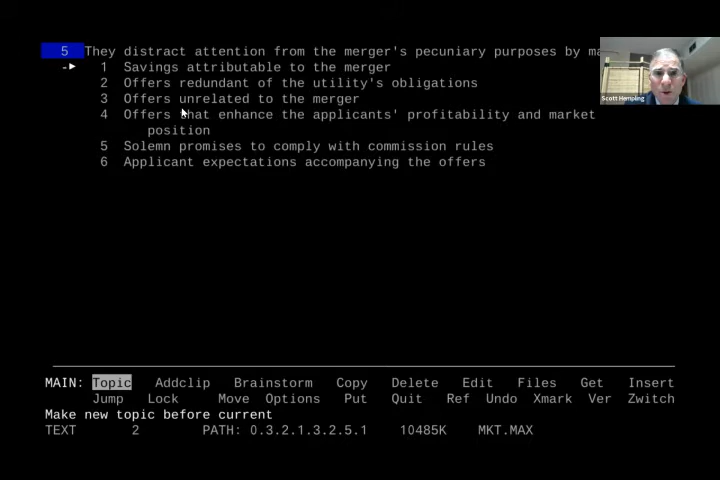 5 They distract attention from the merger's pecuniary purposes by
1 Savings attributable to the merger
2 Offers redundant of the utility's obligations
3 Offers unrelated to the merger
4 Offers that enhance the applicants' profitability and market
position
5 Solemn promises to comply with commission rules
6 Applicant expectations accompanying the offers
Scott Hempling
MAIN: Topic Addclip Brainstorm Copy Delete Edit Files Get Insert
Jump Lock Move Options Put Quit Ref Undo Xmark Ver Zwitch
Make new topic before current
TEXT 2 PATH: 0.3.2.1.3.2.5.1 10485K MKT.MAX